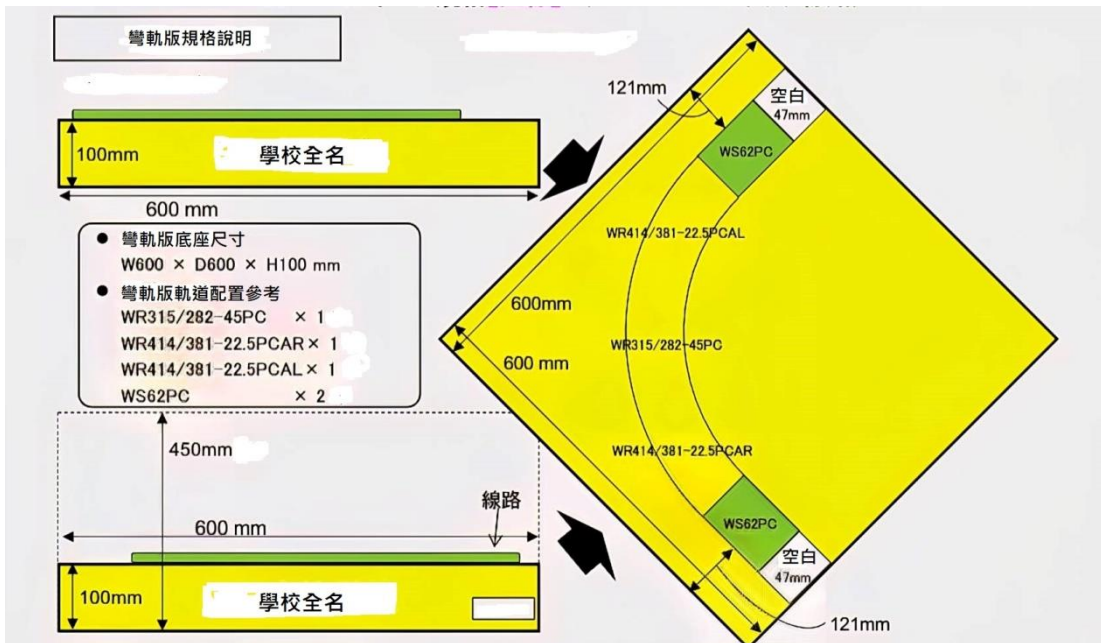 彎軌版規格說明
100mm
學校全名
600 mm
● 彎軌版底座尺寸
W600 × D600 × H100 mm
● 彎軌版軌道配置參考
WR315/282-45PC × 1
WR414/381-22.5PCAR × 1
WR414/381-22.5PCAL × 1
WS62PC × 2
450mm
線路
600 mm
100mm
學校全名
121mm
空白
47mm
WS62PC
WR414/381-22.5PCAL
600mm
WR315/282-45PC
600 mm
WR414/381-22.5PCAR
WS62PC
空白
47mm
121mm